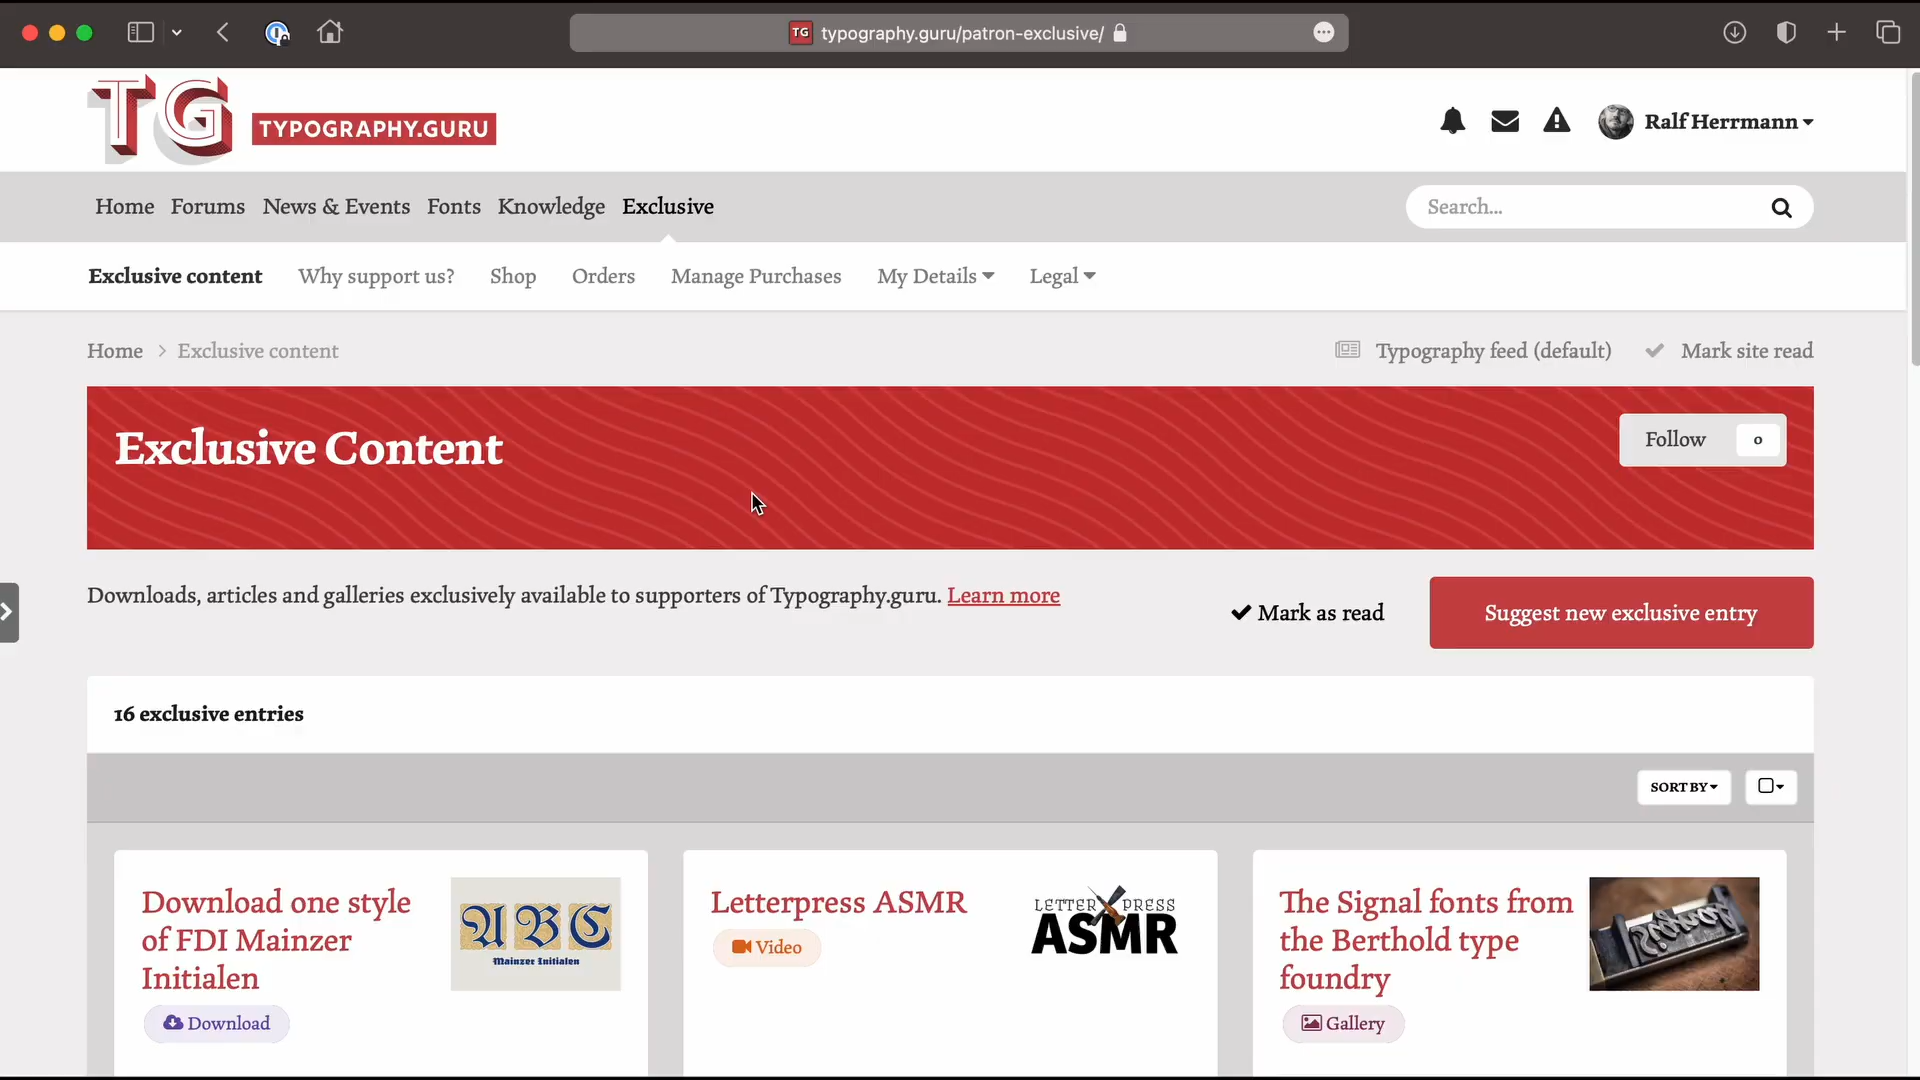 TG typography.guru/patron-exclusive/
TG TYPOGRAPHY.GURU
Ralf Herrmann
Home Forums News & Events Fonts Knowledge Exclusive
Search...
Exclusive content Why support us? Shop Orders Manage Purchases My Details Legal
Home Exclusive content
Typography feed (default) Mark site read
Exclusive Content
Follow 0
Downloads, articles and galleries exclusively available to supporters of Typography.guru. Learn more
Mark as read
Suggest new exclusive entry
16 exclusive entries
SORT BY
Download one style
of FDI Mainzer
Initialen
Download
ABC
Mainzer Initialen
Letterpress ASMR
Video
LETTERPRESS
ASMR
The Signal fonts from
the Berthold type
foundry
Gallery